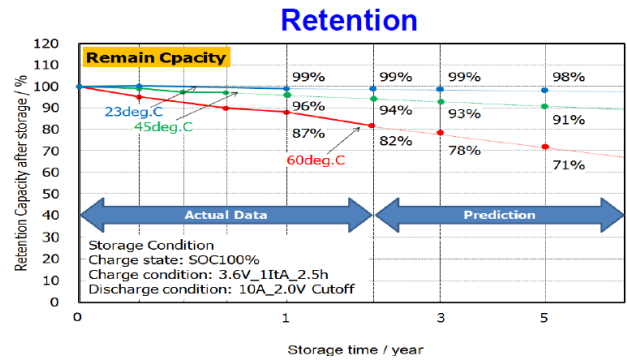 Retention
Remain Cpacity
Retention Capacity after storage / %
120
110
100
90
80
70
60
50
40
30
20
10
0
99% 99% 99% 98%
23deg.C
96% 94% 93% 91%
45deg.C
87% 82% 78% 71%
60deg.C
Actual Data
Prediction
Storage Condition
Charge state: SOC100%
Charge condition: 3.6V_1ItA_2.5h
Discharge condition: 10A_2.0V Cutoff
0 1 3 5
Storage time / year